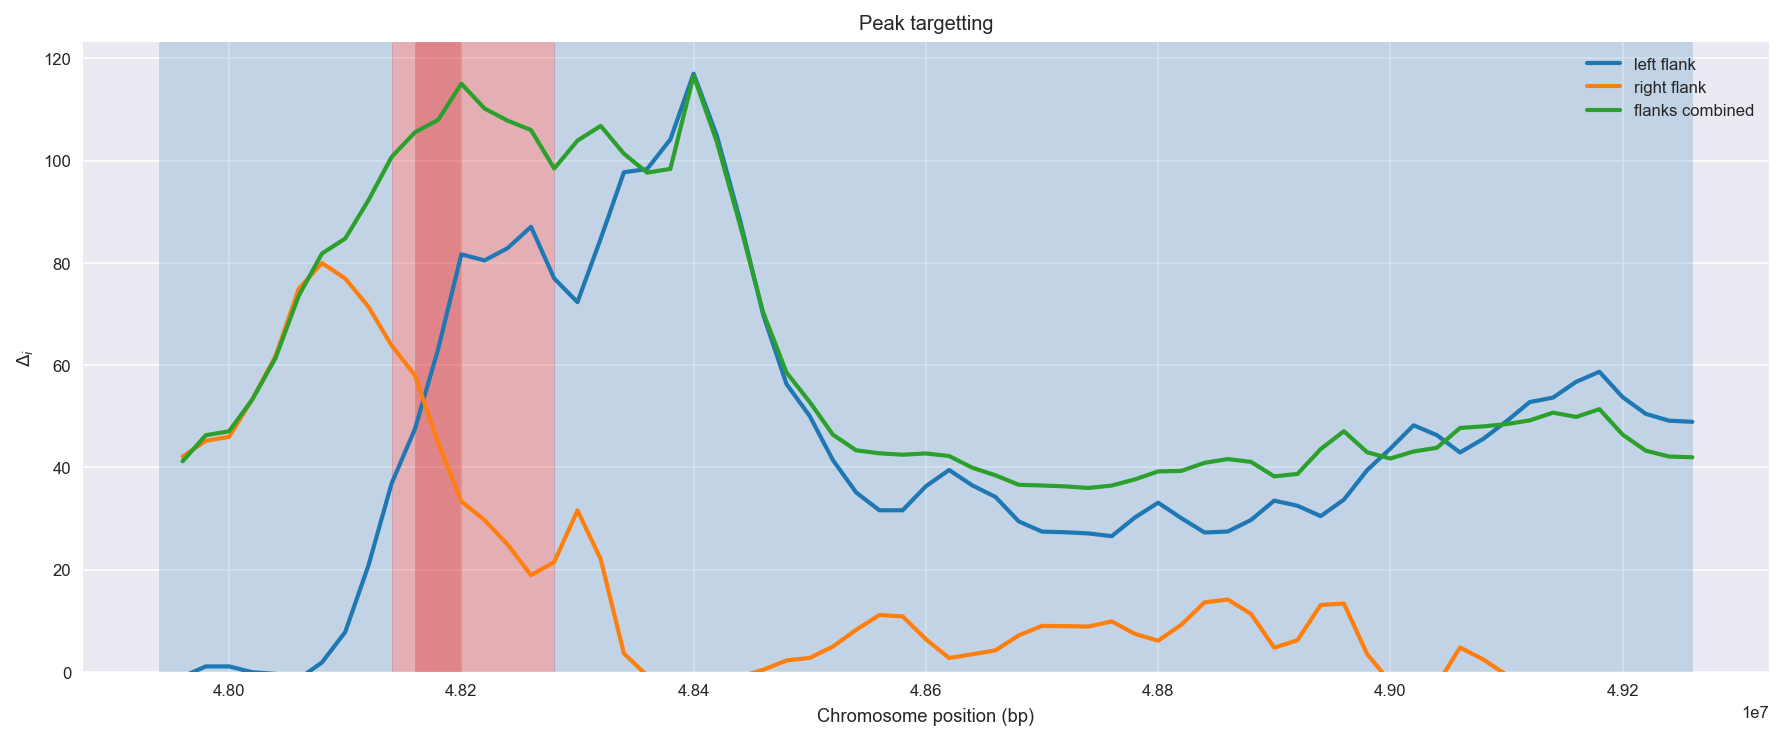 Peak targetting
120
100
80
60
40
20
0
Δi
left flank
right flank
flanks combined
4.80 4.82 4.84 4.86 4.88 4.90 4.92
1e7
Chromosome position (bp)